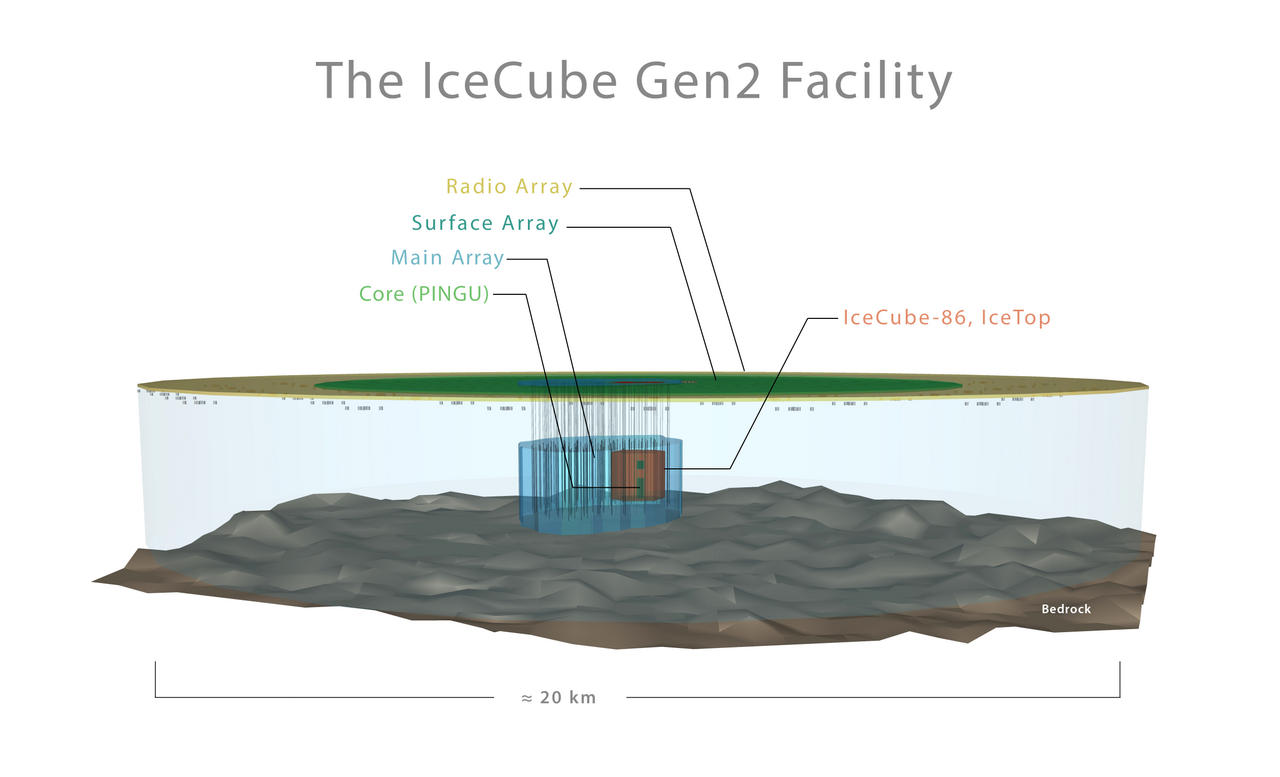 The IceCube Gen2 Facility
Radio Array
Surface Array
Main Array
Core (PINGU)
IceCube-86, IceTop
Bedrock
≈ 20 km